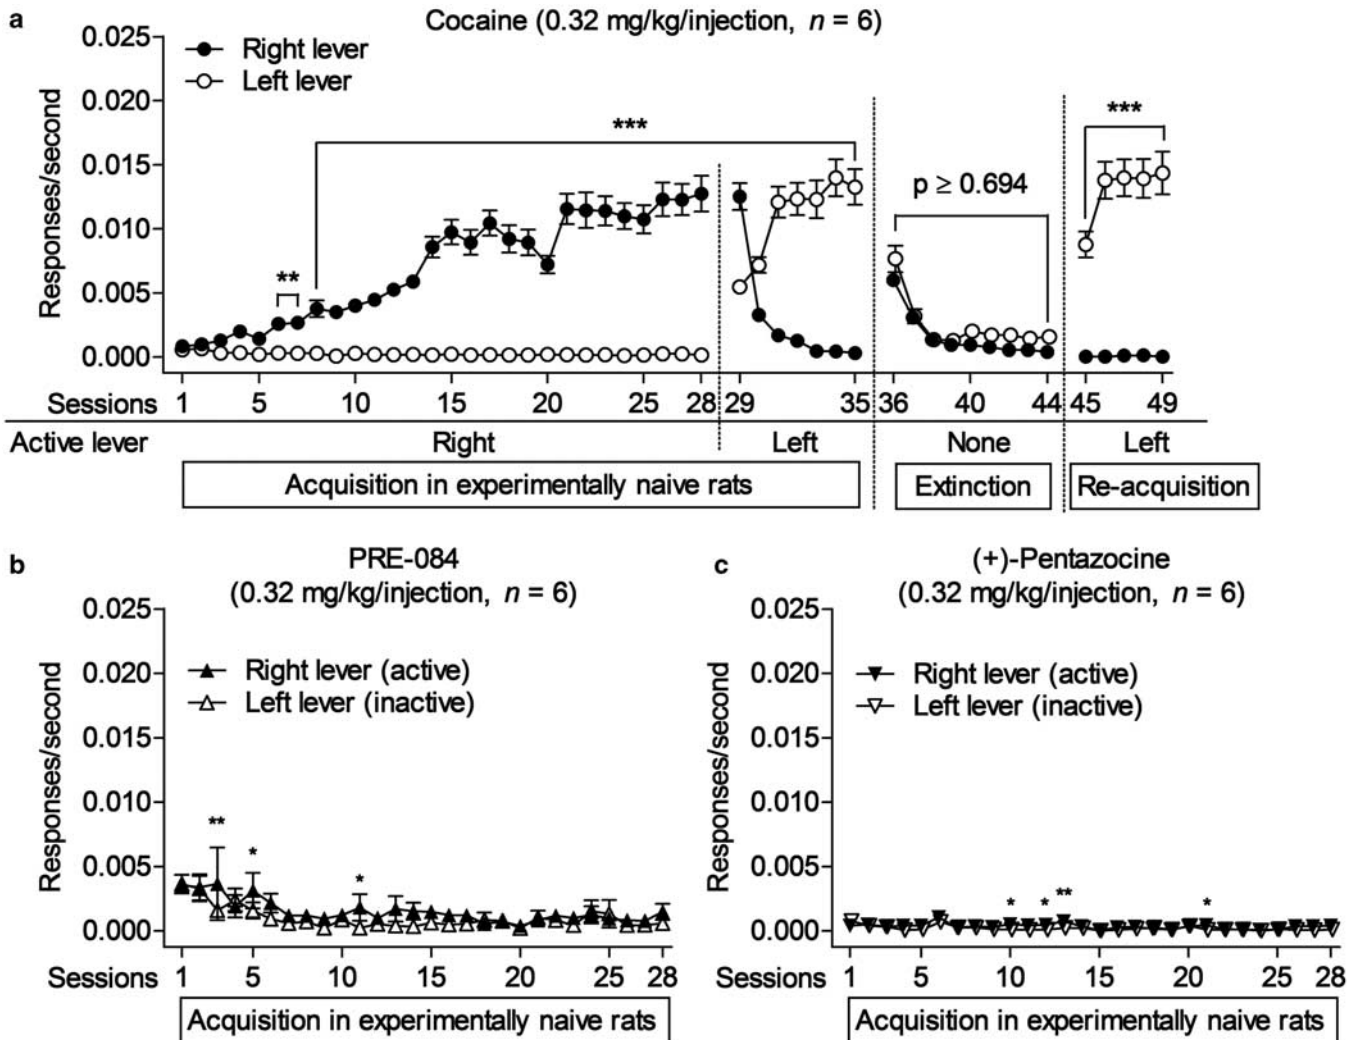 a
Cocaine (0.32 mg/kg/injection, n = 6)
Right lever
Left lever
Responses/second
0.025
0.020
0.015
0.010
0.005
0.000
**
***
p ≥ 0.694
***
Sessions 1 5 10 15 20 25 28 29 35 36 40 44 45 49
Active lever Right Left None Left
Acquisition in experimentally naive rats Extinction Re-acquisition
b
PRE-084
(0.32 mg/kg/injection, n = 6)
Right lever (active)
Left lever (inactive)
Responses/second
0.025
0.020
0.015
0.010
0.005
0.000
** * *
Sessions 1 5 10 15 20 25 28
Acquisition in experimentally naive rats
c
(+)-Pentazocine
(0.32 mg/kg/injection, n = 6)
Right lever (active)
Left lever (inactive)
Responses/second
0.025
0.020
0.015
0.010
0.005
0.000
* * ** *
Sessions 1 5 10 15 20 25 28
Acquisition in experimentally naive rats